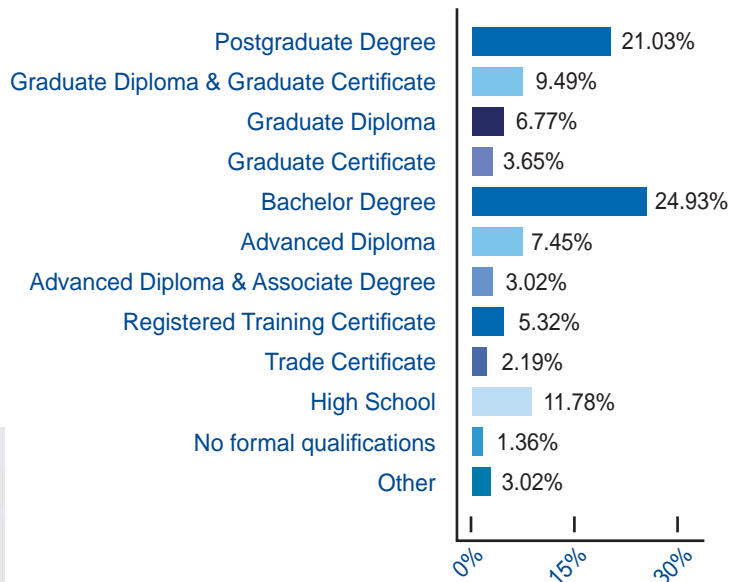 Postgraduate Degree 21.03%
Graduate Diploma & Graduate Certificate 9.49%
Graduate Diploma 6.77%
Graduate Certificate 3.65%
Bachelor Degree 24.93%
Advanced Diploma 7.45%
Advanced Diploma & Associate Degree 3.02%
Registered Training Certificate 5.32%
Trade Certificate 2.19%
High School 11.78%
No formal qualifications 1.36%
Other 3.02%
0% 15% 30%